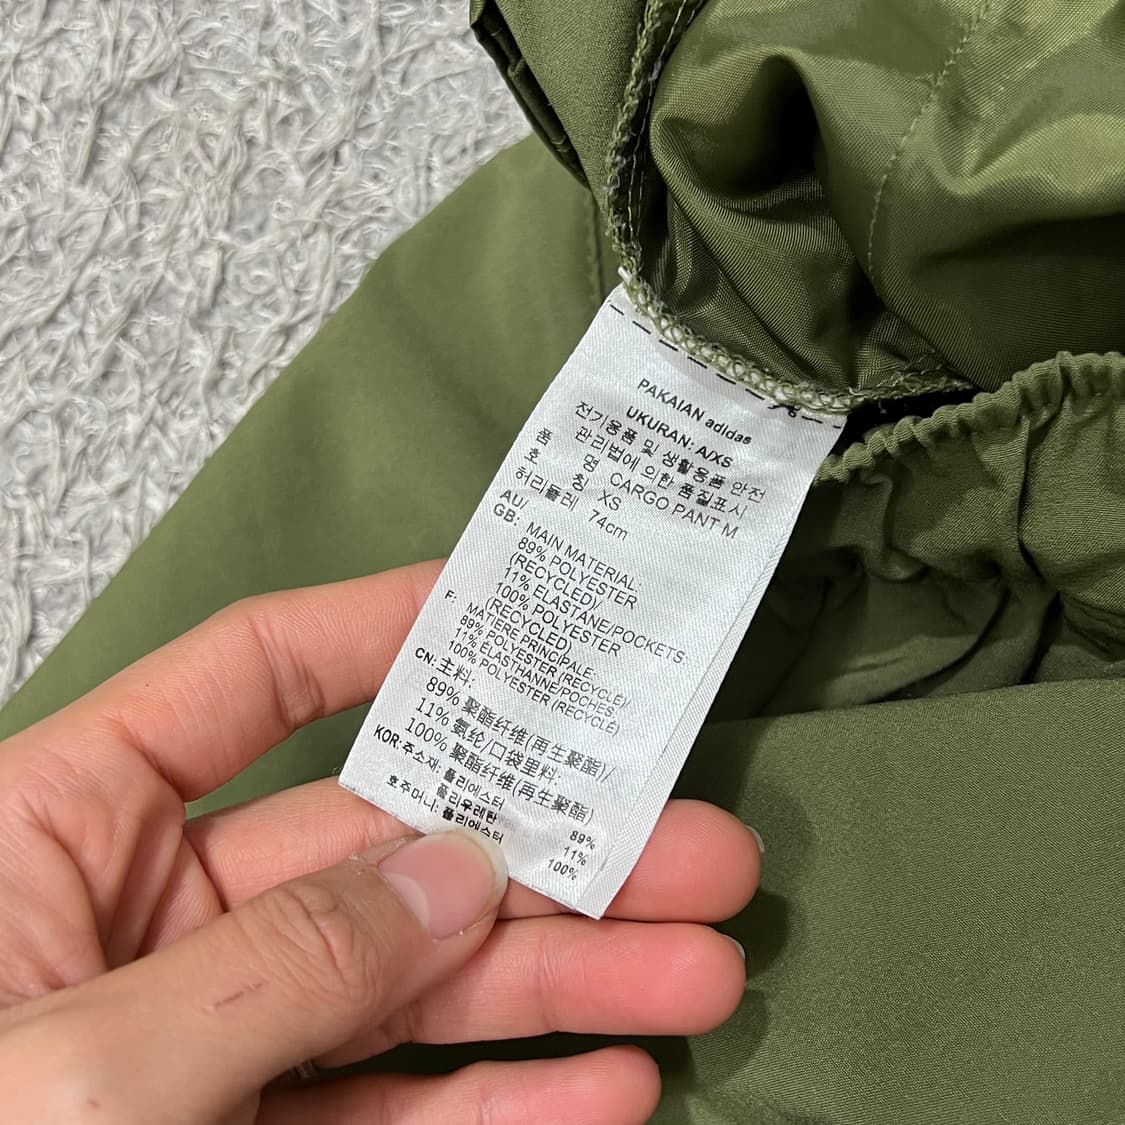 PAKAIAN adidas
UKURAN: A/XS
전기용품 및 생활용품 안전
관리법에 의한 품질표시
품 명 CARGO PANT M
호 칭 XS
허리둘레 74cm
AU/
GB: MAIN MATERIAL
89% POLYESTER
(RECYCLED)
11% ELASTANE/POCKETS:
100% POLYESTER
(RECYCLED)
F: MATIERE PRINCIPALE
89% POLYESTER (RECYCLÉ)/
11% ELASTHANNE/POCHES:
100% POLYESTER (RECYCLÉ)
CN: 主料:
89% 聚酯纤维(再生聚酯)/
11% 氨纶/口袋里料:
100% 聚酯纤维(再生聚酯)
KOR: 주소재: 폴리에스터 89%
폴리우레탄 11%
호주머니: 폴리에스터 100%